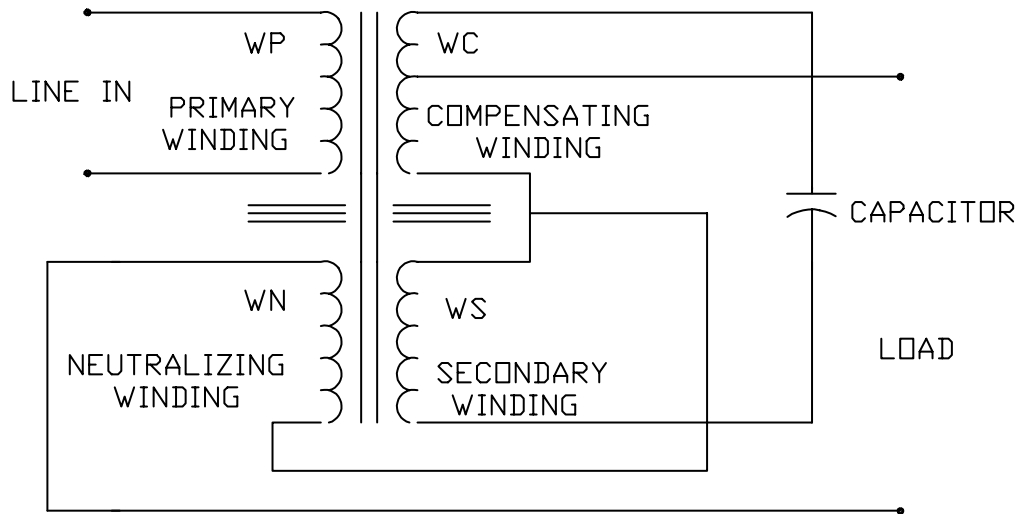 WP
WC
LINE IN
PRIMARY
WINDING
COMPENSATING
WINDING
CAPACITOR
WN
WS
NEUTRALIZING
WINDING
SECONDARY
WINDING
LOAD